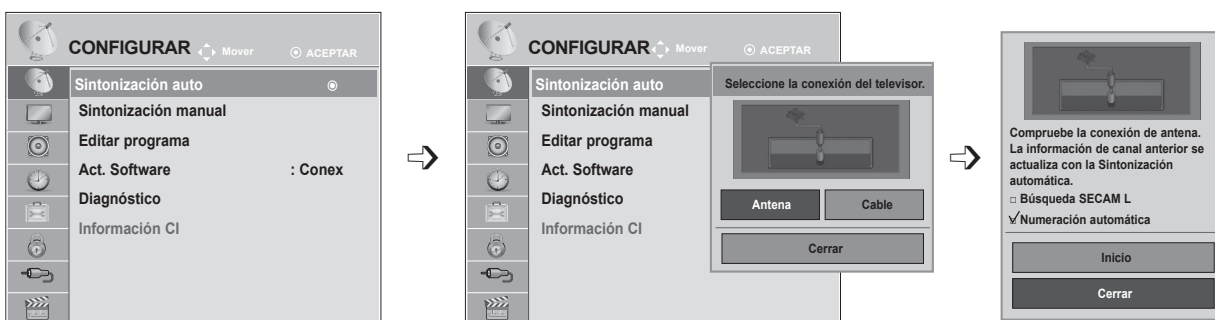 CONFIGURAR Mover ACEPTAR
Sintonización auto
Sintonización manual
Editar programa
Act. Software : Conex
Diagnóstico
Información CI
CONFIGURAR Mover ACEPTAR
Sintonización auto
Sintonización manual
Editar programa
Act. Software
Diagnóstico
Información CI
Seleccione la conexión del televisor.
Antena Cable
Cerrar
Compruebe la conexión de antena.
La información de canal anterior se
actualiza con la Sintonización
automática.
□ Búsqueda SECAM L
Numeración automática
Inicio
Cerrar